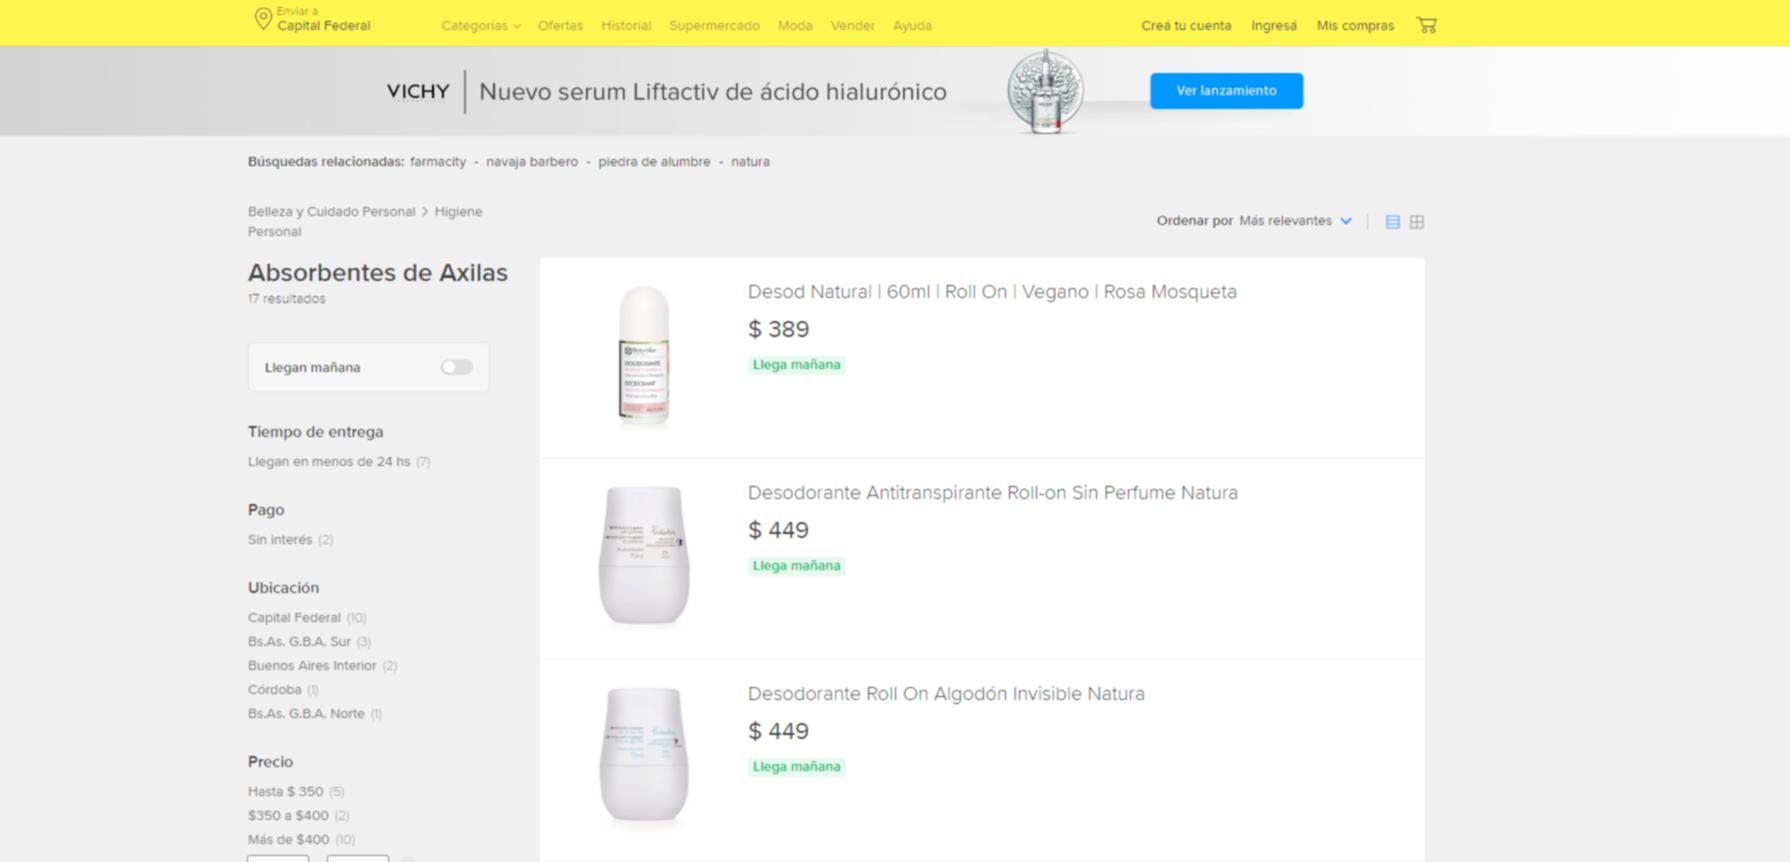 Enviar a
Capital Federal
Categorías Ofertas Historial Supermercado Moda Vender Ayuda
Creá tu cuenta Ingresá Mis compras
VICHY Nuevo serum Liftactiv de ácido hialurónico
Ver lanzamiento
Búsquedas relacionadas: farmacity - navaja barbero - piedra de alumbre - natura
Belleza y Cuidado Personal > Higiene
Personal
Ordenar por Más relevantes
Absorbentes de Axilas
17 resultados
Llegan mañana
Tiempo de entrega
Llegan en menos de 24 hs (7)
Pago
Sin interés (2)
Ubicación
Capital Federal (10)
Bs.As. G.B.A. Sur (3)
Buenos Aires Interior (2)
Córdoba (1)
Bs.As. G.B.A. Norte (1)
Precio
Hasta $ 350 (5)
$350 a $400 (2)
Más de $400 (10)
Desod Natural | 60ml | Roll On | Vegano | Rosa Mosqueta
$ 389
Llega mañana
DESODORANTE
DEODORANT
Desodorante Antitranspirante Roll-on Sin Perfume Natura
$ 449
Llega mañana
Desodorante Roll On Algodón Invisible Natura
$ 449
Llega mañana